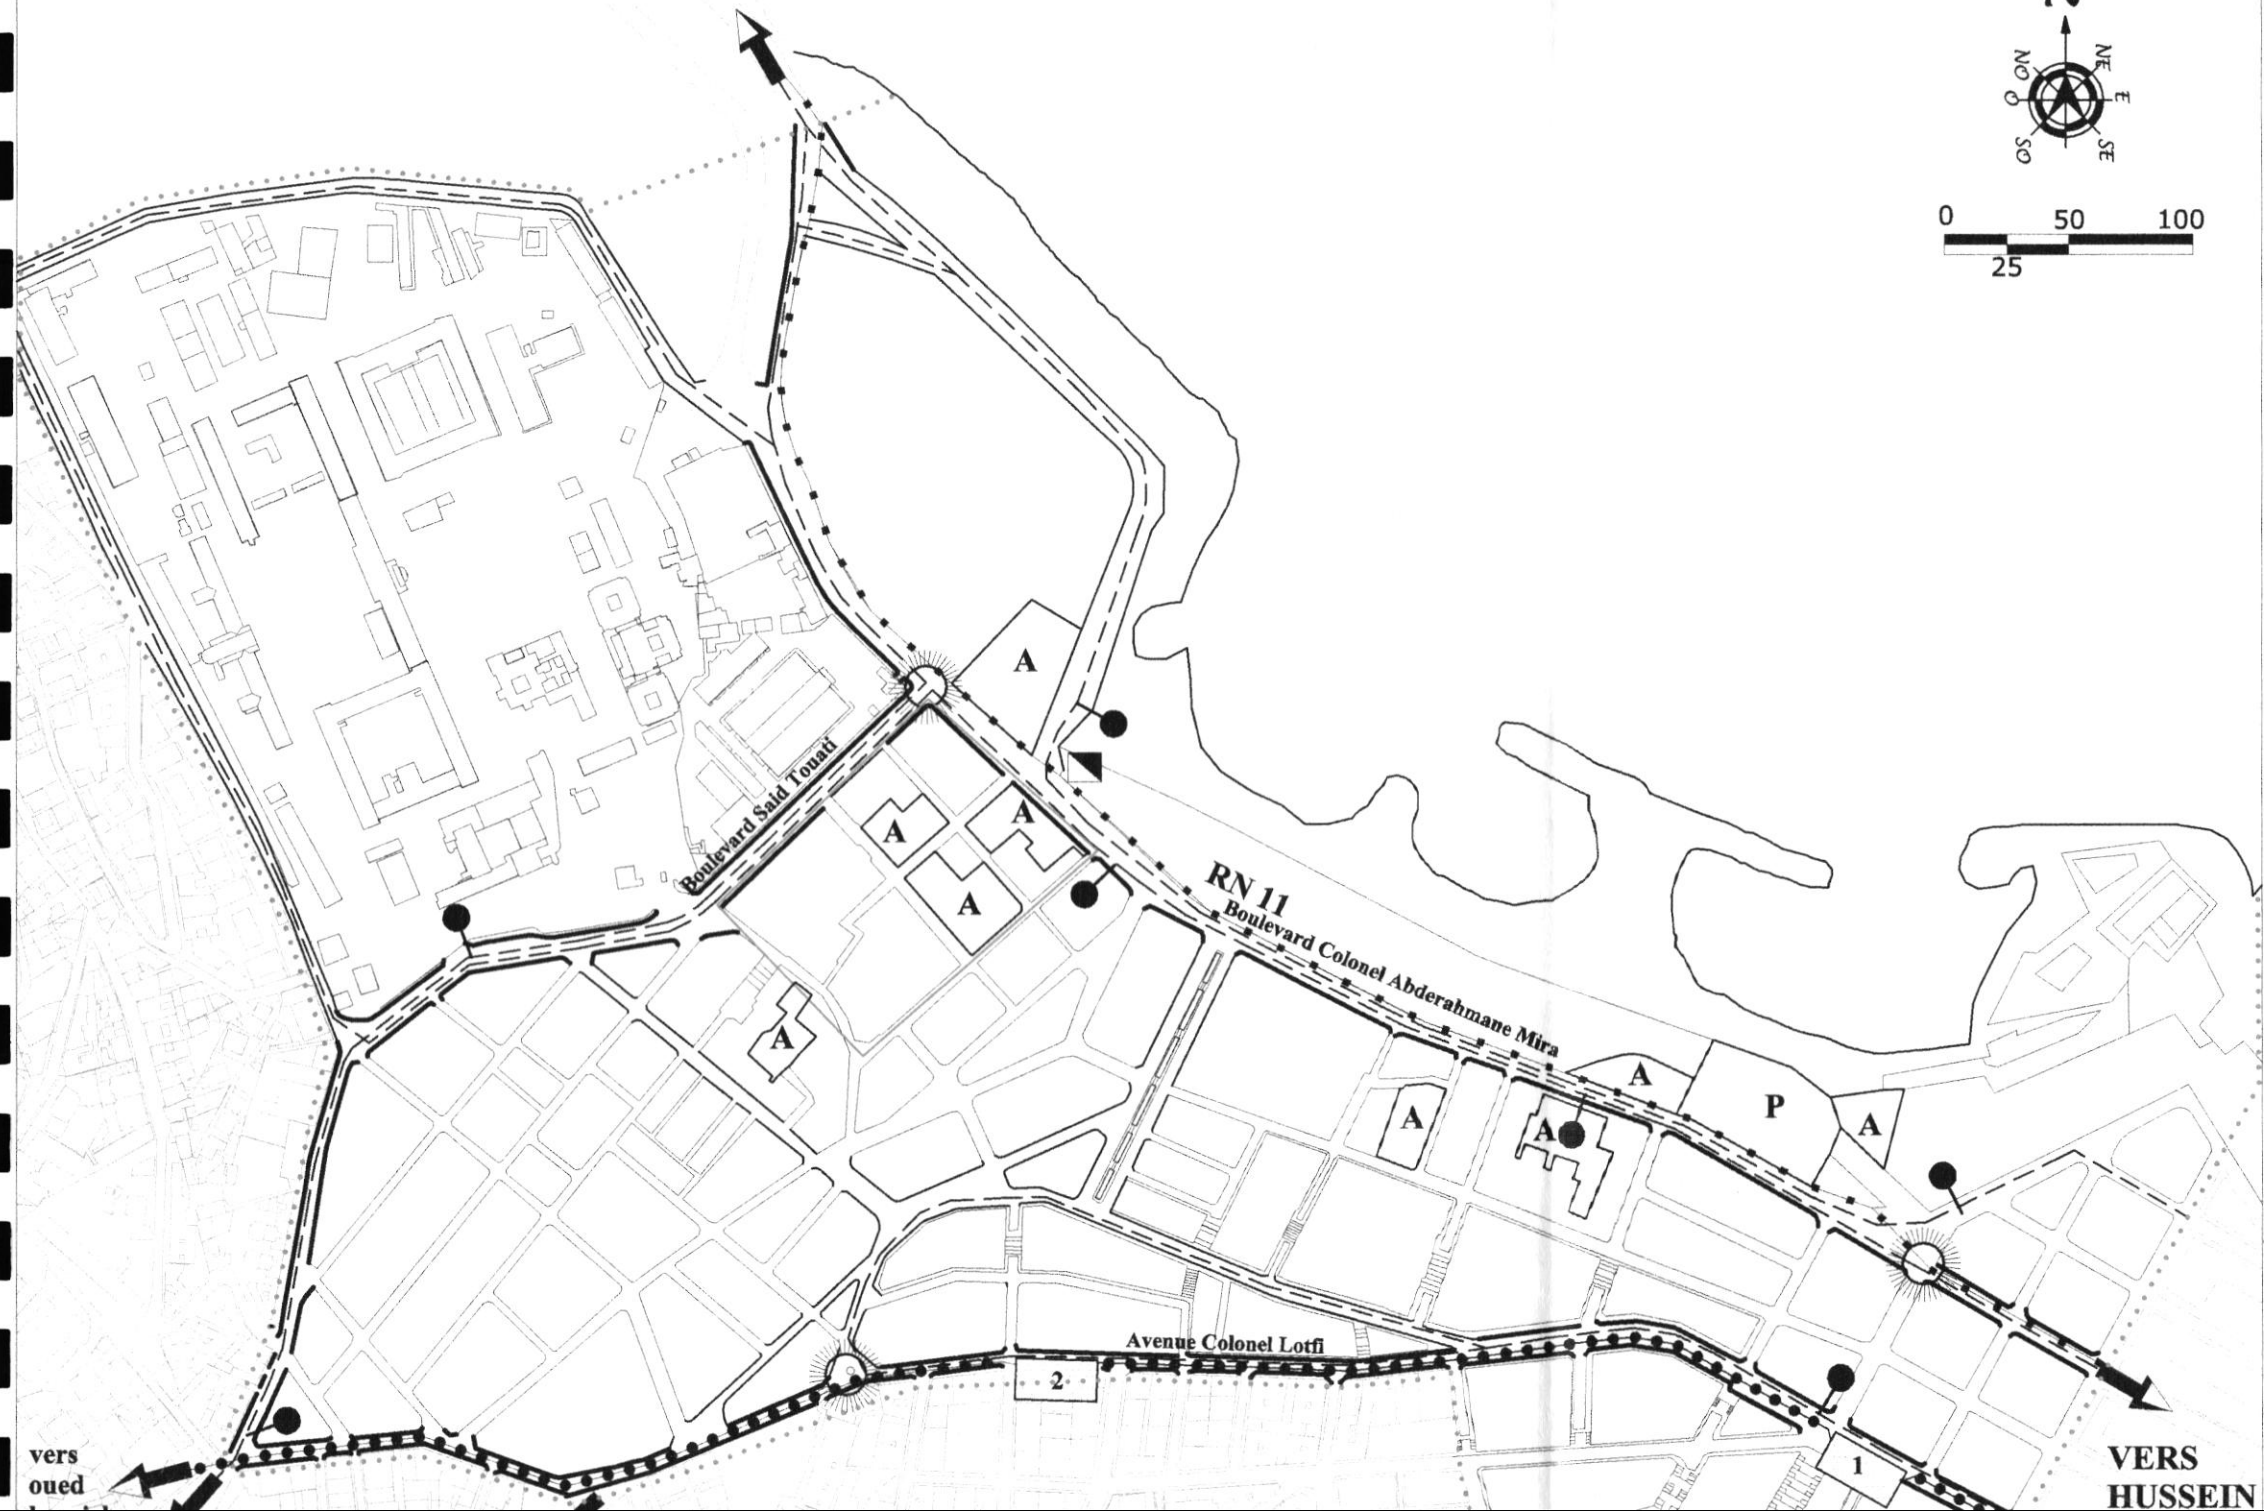 NO
NE
O
E
SO
SE
0 50 100
25
A
Boulevard Said Touati
A
A
A
RN 11
Boulevard Colonel Abderahmane Mira
A
A
P
A
A
A
Avenue Colonel Lotfi
2
1
vers
oued
VERS
HUSSEIN